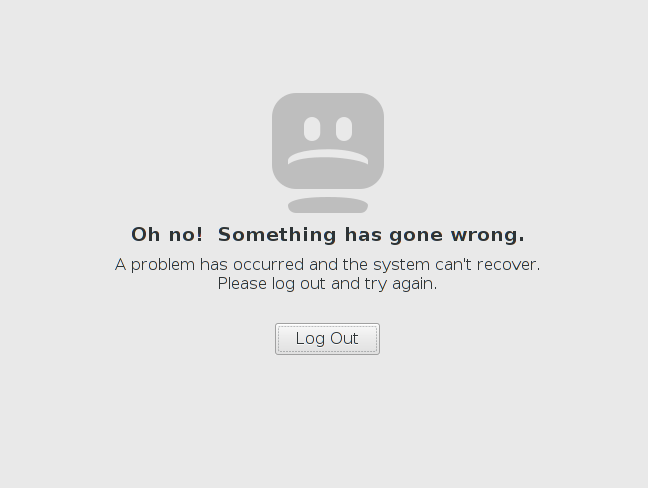 Oh no!  Something has gone wrong.
A problem has occurred and the system can't recover.
Please log out and try again.
Log Out